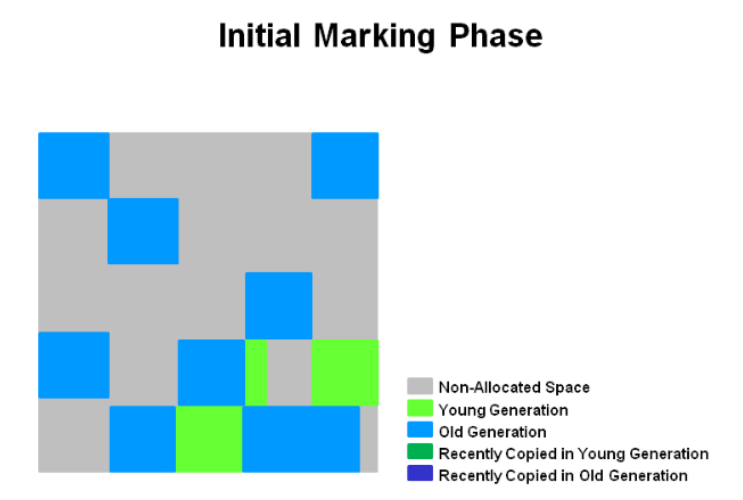 Initial Marking Phase
Non-Allocated Space
Young Generation
Old Generation
Recently Copied in Young Generation
Recently Copied in Old Generation